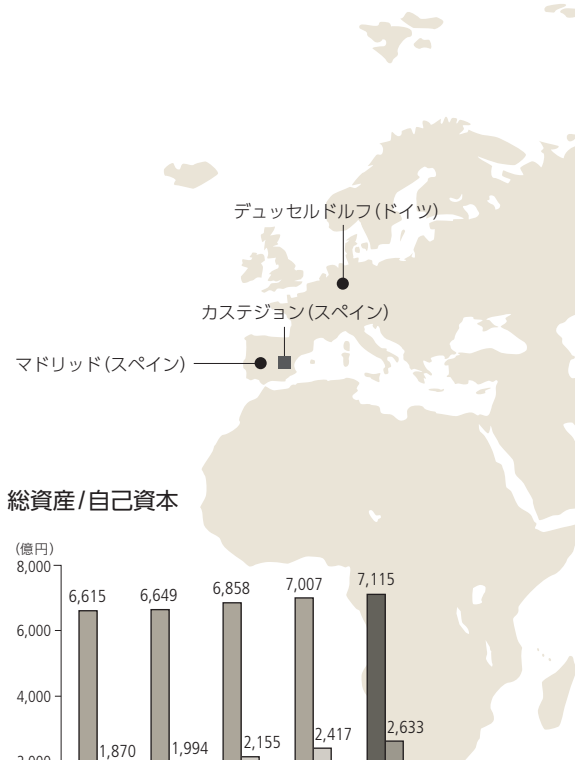 デュッセルドルフ(ドイツ)
カステジョン(スペイン)
マドリッド(スペイン)
総資産/自己資本
(億円)
8,000
6,615
6,649
6,858
7,007
7,115
6,000
4,000
1,870
1,994
2,155
2,417
2,633
2,000